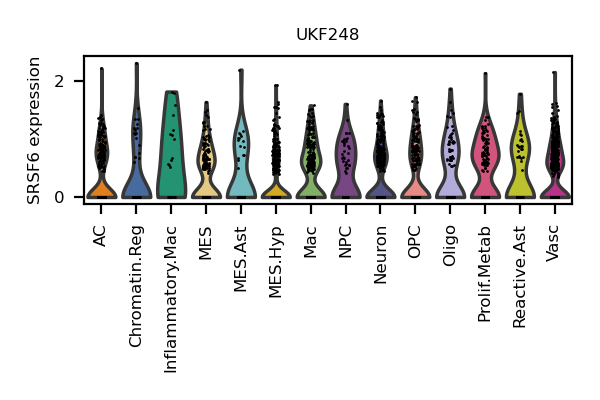 UKF248
SRSF6 expression
2
0
AC
Chromatin.Reg
Inflammatory.Mac
MES
MES.Ast
MES.Hyp
Mac
NPC
Neuron
OPC
Oligo
Prolif.Metab
Reactive.Ast
Vasc